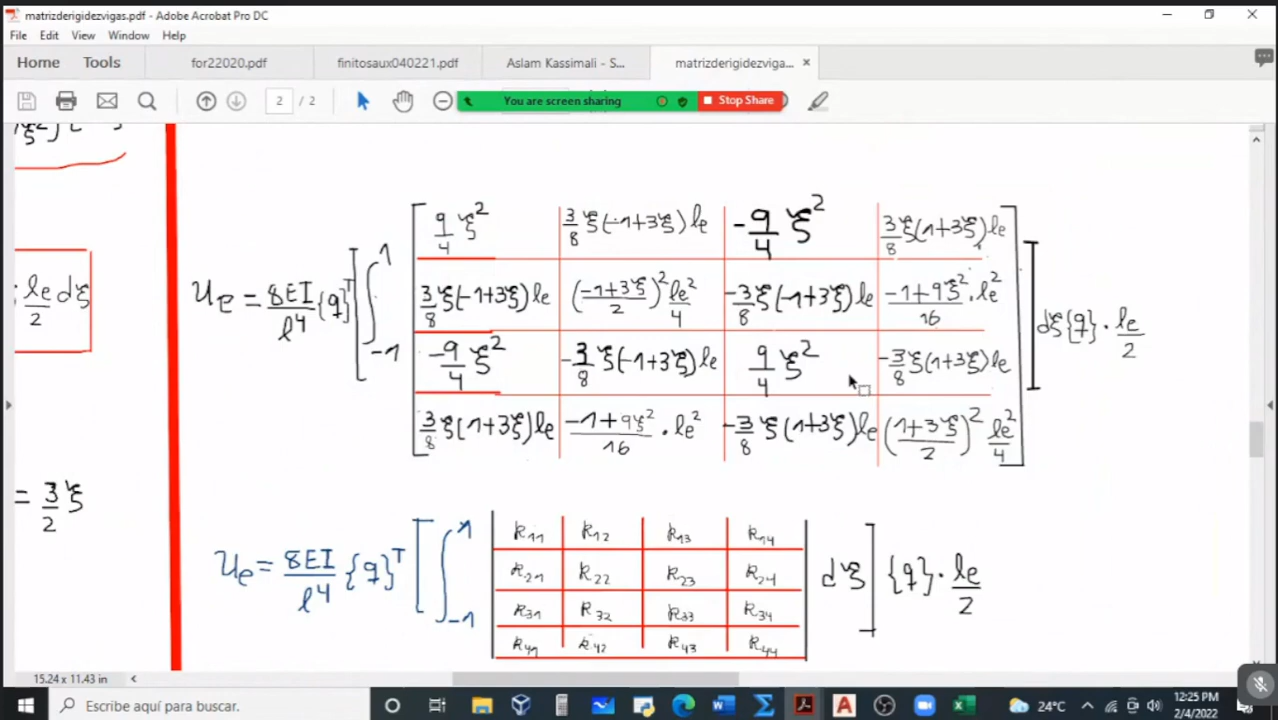 matrizderigidezvigas.pdf - Adobe Acrobat Pro DC
File Edit View Window Help
Home Tools for22020.pdf finitosaux040221.pdf Aslam Kassimali - S... matrizderigidezviga... ×
2 / 2 You are screen sharing Stop Share
9/4 ξ² 3/8 ξ(-1+3ξ)le -9/4 ξ² 3/8 ξ(1+3ξ)le
Ue = 8EI/l⁴ {q}ᵀ [ ∫₋₁¹ 3/8 ξ(-1+3ξ)le (-1+3ξ/2)² le²/4 -3/8 ξ(-1+3ξ)le -1+9ξ²/16 · le² ] dξ {q} · le/2
-9/4 ξ² -3/8 ξ(-1+3ξ)le 9/4 ξ² -3/8 ξ(1+3ξ)le
3/8 ξ(1+3ξ)le -1+9ξ²/16 · le² -3/8 ξ(1+3ξ)le (1+3ξ/2)² le²/4
le dξ
2
= 3/2 ξ
k11 k12 k13 k14
Ue = 8EI/l⁴ {q}ᵀ [ ∫₋₁¹ k21 k22 k23 k24 dξ ] {q} · le/2
k31 k32 k33 k34
k41 k42 k43 k44
15.24 x 11.43 in
Escribe aquí para buscar. 24°C 12:25 PM
2/4/2022